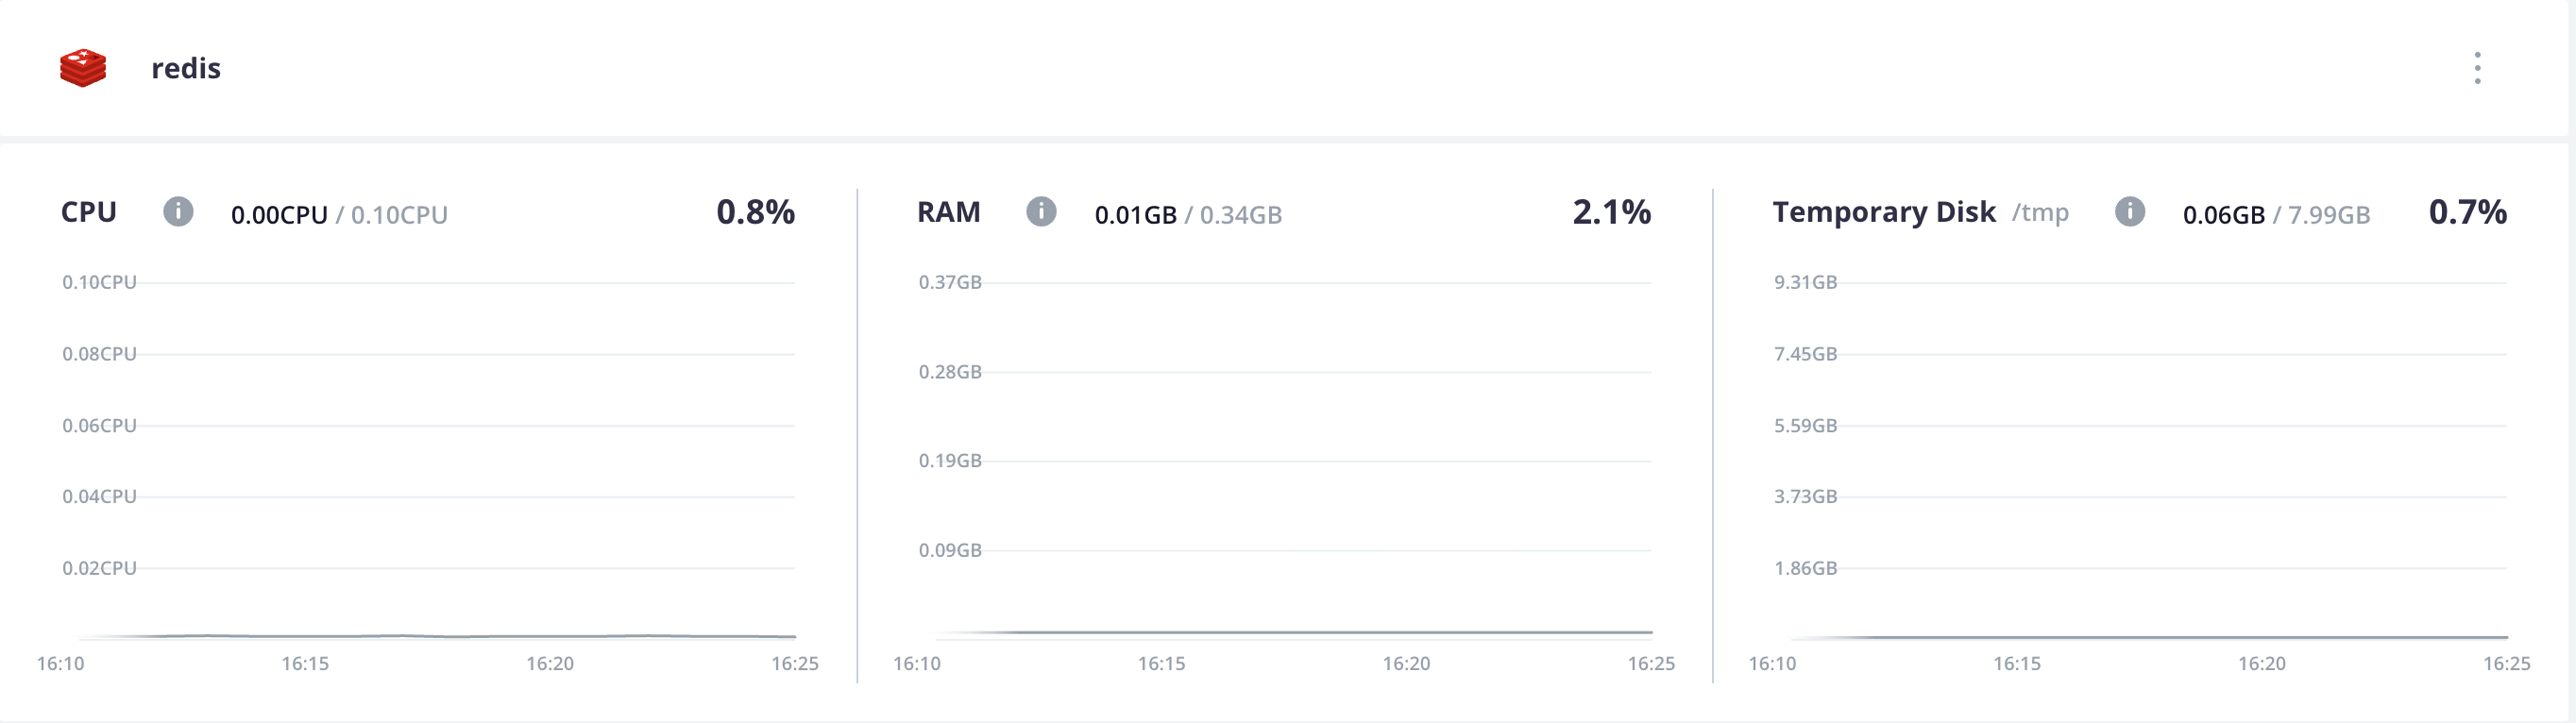 redis
CPU i 0.00CPU / 0.10CPU 0.8%
0.10CPU
0.08CPU
0.06CPU
0.04CPU
0.02CPU
16:10 16:15 16:20 16:25
RAM i 0.01GB / 0.34GB 2.1%
0.37GB
0.28GB
0.19GB
0.09GB
16:10 16:15 16:20 16:25
Temporary Disk /tmp i 0.06GB / 7.99GB 0.7%
9.31GB
7.45GB
5.59GB
3.73GB
1.86GB
16:10 16:15 16:20 16:25